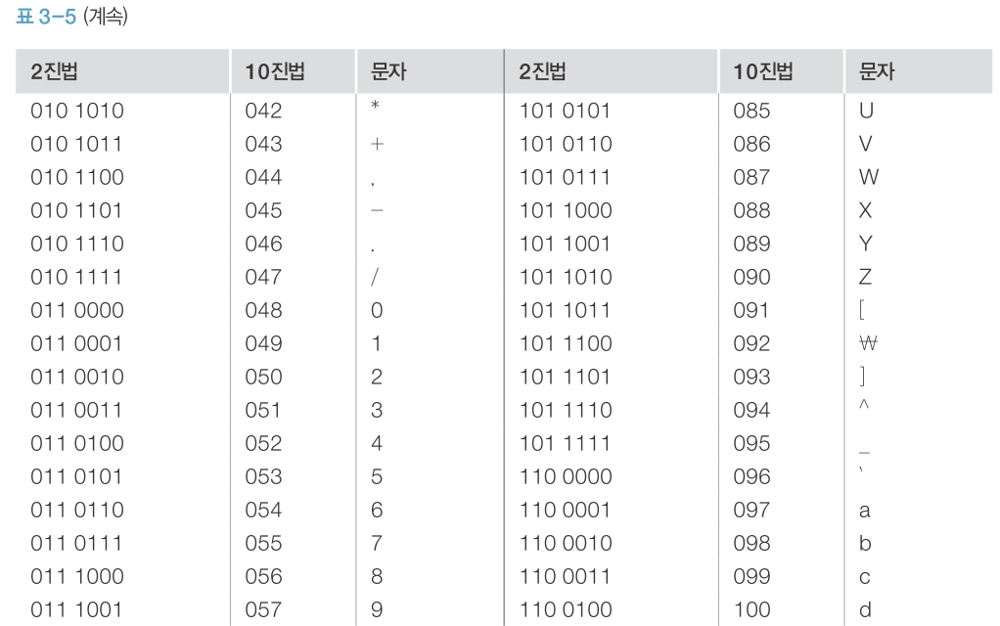 표 3-5 (계속)
2진법 10진법 문자 2진법 10진법 문자
010 1010 042 * 101 0101 085 U
010 1011 043 + 101 0110 086 V
010 1100 044 , 101 0111 087 W
010 1101 045 - 101 1000 088 X
010 1110 046 . 101 1001 089 Y
010 1111 047 / 101 1010 090 Z
011 0000 048 0 101 1011 091 [
011 0001 049 1 101 1100 092 ₩
011 0010 050 2 101 1101 093 ]
011 0011 051 3 101 1110 094 ^
011 0100 052 4 101 1111 095 _
011 0101 053 5 110 0000 096 `
011 0110 054 6 110 0001 097 a
011 0111 055 7 110 0010 098 b
011 1000 056 8 110 0011 099 c
011 1001 057 9 110 0100 100 d